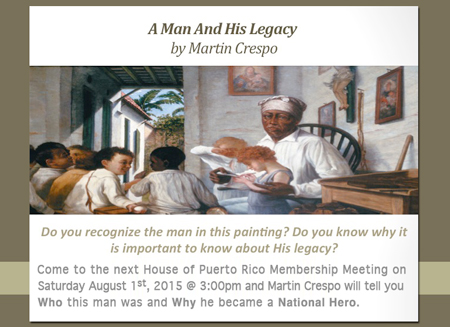 A Man And His Legacy
by Martin Crespo
Do you recognize the man in this painting? Do you know why it
is important to know about His legacy?
Come to the next House of Puerto Rico Membership Meeting on
Saturday August 1st, 2015 @ 3:00pm and Martin Crespo will tell you
Who this man was and Why he became a National Hero.